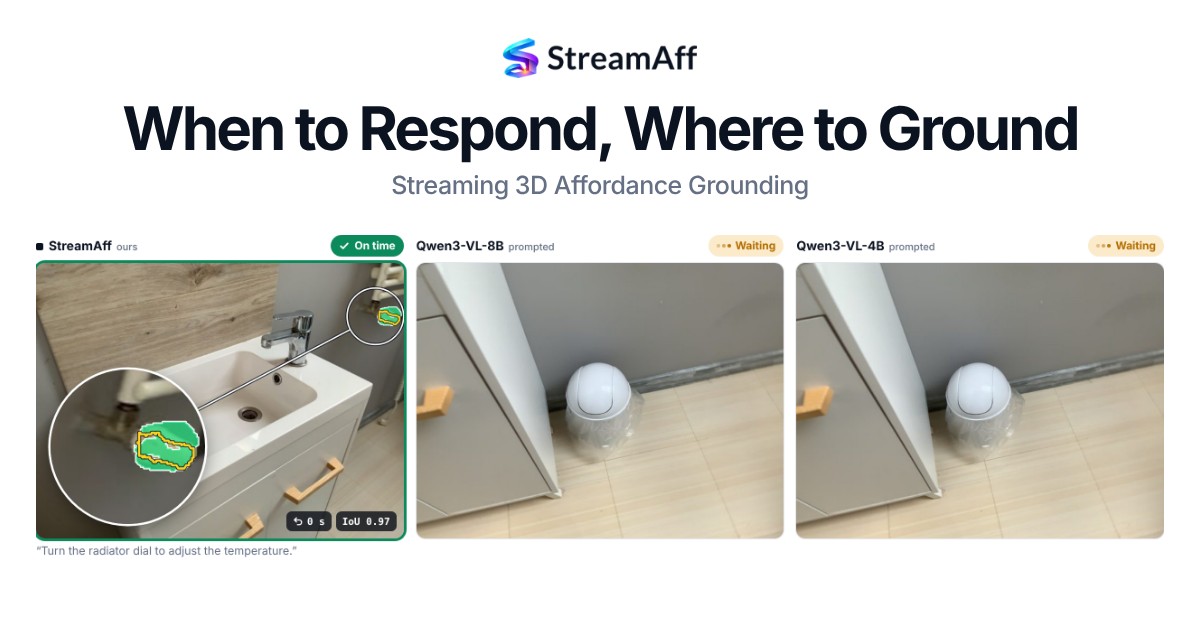 StreamAff
When to Respond, Where to Ground
Streaming 3D Affordance Grounding
StreamAff ours
On time
Qwen3-VL-8B prompted
Waiting
Qwen3-VL-4B prompted
Waiting
0 s
IoU 0.97
“Turn the radiator dial to adjust the temperature.”